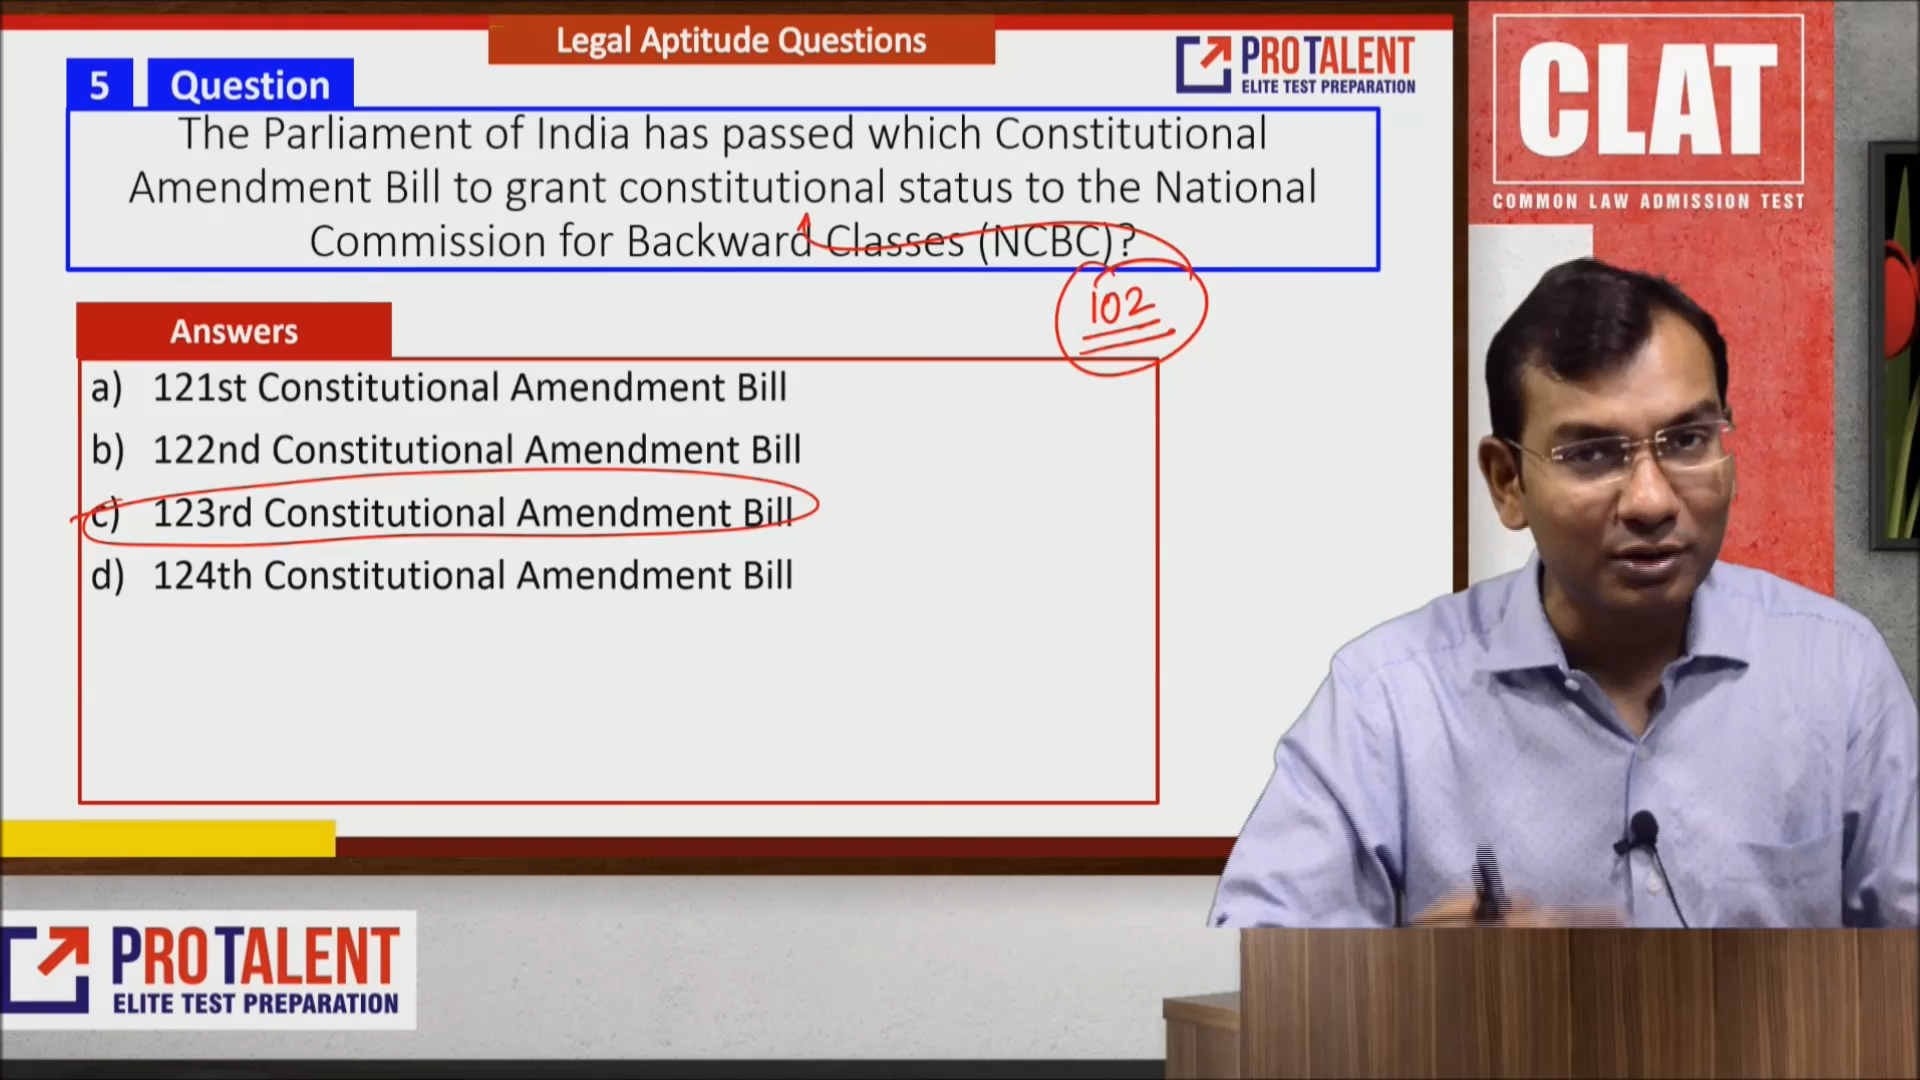 Legal Aptitude Questions
PROTALENT
ELITE TEST PREPARATION
CLAT
COMMON LAW ADMISSION TEST
5 Question
The Parliament of India has passed which Constitutional
Amendment Bill to grant constitutional status to the National
Commission for Backward Classes (NCBC)?
102
Answers
a) 121st Constitutional Amendment Bill
b) 122nd Constitutional Amendment Bill
c) 123rd Constitutional Amendment Bill
d) 124th Constitutional Amendment Bill
PROTALENT
ELITE TEST PREPARATION